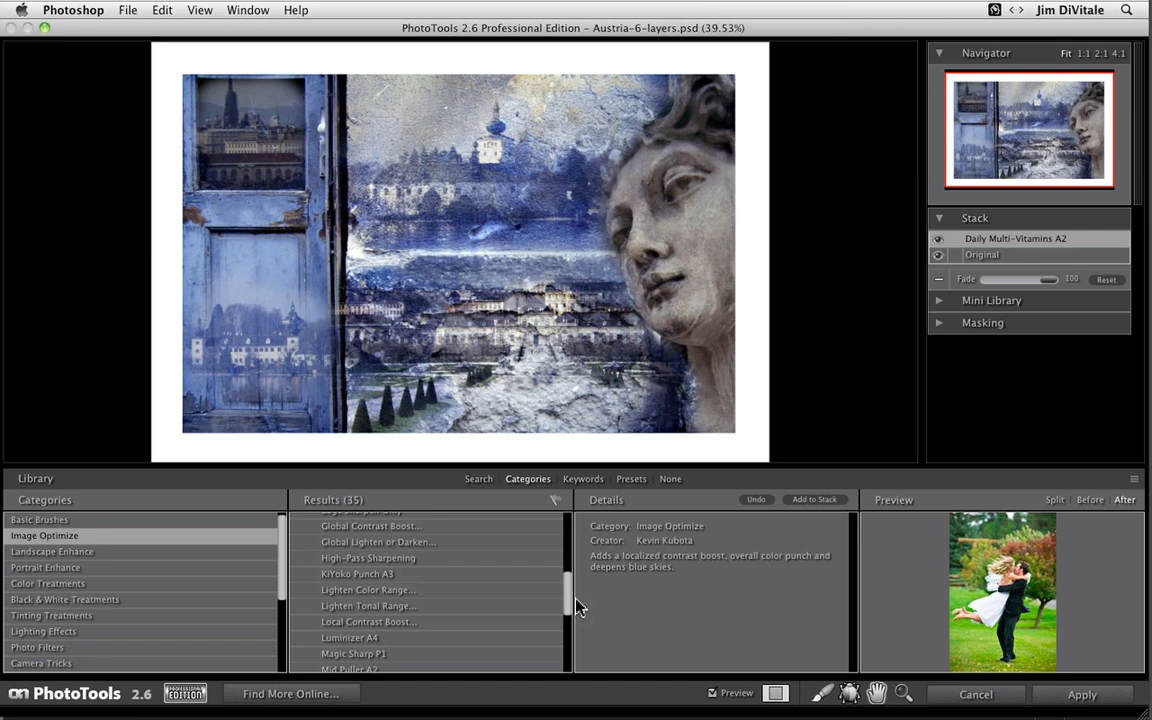 Photoshop File Edit View Window Help Jim DiVitale
PhotoTools 2.6 Professional Edition - Austria-6-layers.psd (39.53%)
Navigator Fit 1:1 2:1 4:1
Stack
Daily Multi-Vitamins A2
Original
Fade 100 Reset
Mini Library
Masking
Library Search Categories Keywords Presets None
Categories
Basic Brushes
Image Optimize
Landscape Enhance
Portrait Enhance
Color Treatments
Black & White Treatments
Tinting Treatments
Lighting Effects
Photo Filters
Camera Tricks
Results (35)
Global Contrast Boost...
Global Lighten or Darken...
High-Pass Sharpening
KiYoko Punch A3
Lighten Color Range...
Lighten Tonal Range...
Local Contrast Boost...
Luminizer A4
Magic Sharp P1
Mid Puller A2
Details Undo Add to Stack
Category: Image Optimize
Creator: Kevin Kubota
Adds a localized contrast boost, overall color punch and
deepens blue skies.
Preview Split Before After
on PhotoTools 2.6 PROFESSIONAL EDITION Find More Online... Preview Cancel Apply